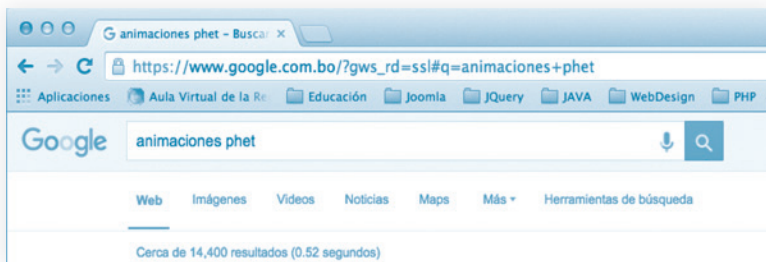 animaciones phet - Buscar
https://www.google.com.bo/?gws_rd=ssl#q=animaciones+phet
Aplicaciones Aula Virtual de la Re Educación Joomla JQuery JAVA WebDesign PHP
Google animaciones phet
Web Imágenes Videos Noticias Maps Más Herramientas de búsqueda
Cerca de 14,400 resultados (0.52 segundos)